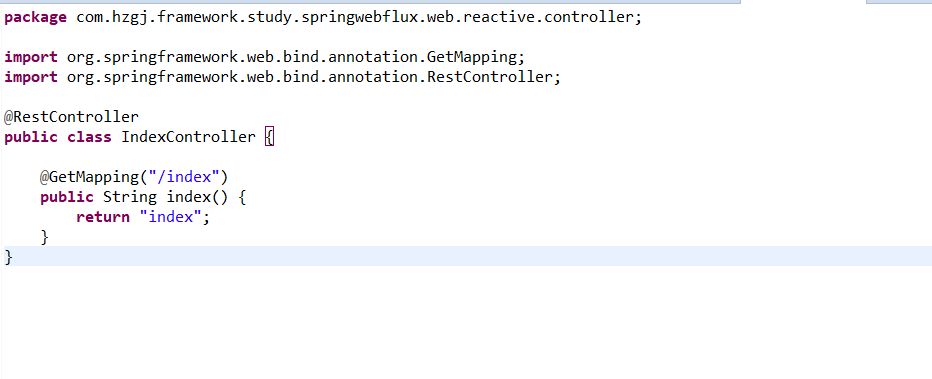 package com.hzgj.framework.study.springwebflux.web.reactive.controller;
import org.springframework.web.bind.annotation.GetMapping;
import org.springframework.web.bind.annotation.RestController;
@RestController
public class IndexController {
@GetMapping("/index")
public String index() {
return "index";
}
}